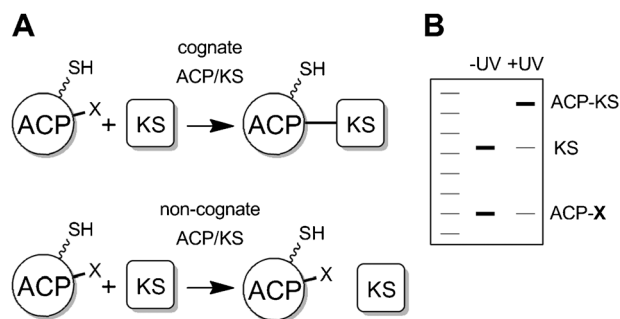 A
cognate
ACP/KS
SH
ACP
X
+
KS
SH
ACP
KS
non-cognate
ACP/KS
SH
ACP
X
+
KS
SH
ACP
X
KS
B
-UV +UV
ACP-KS
KS
ACP-X